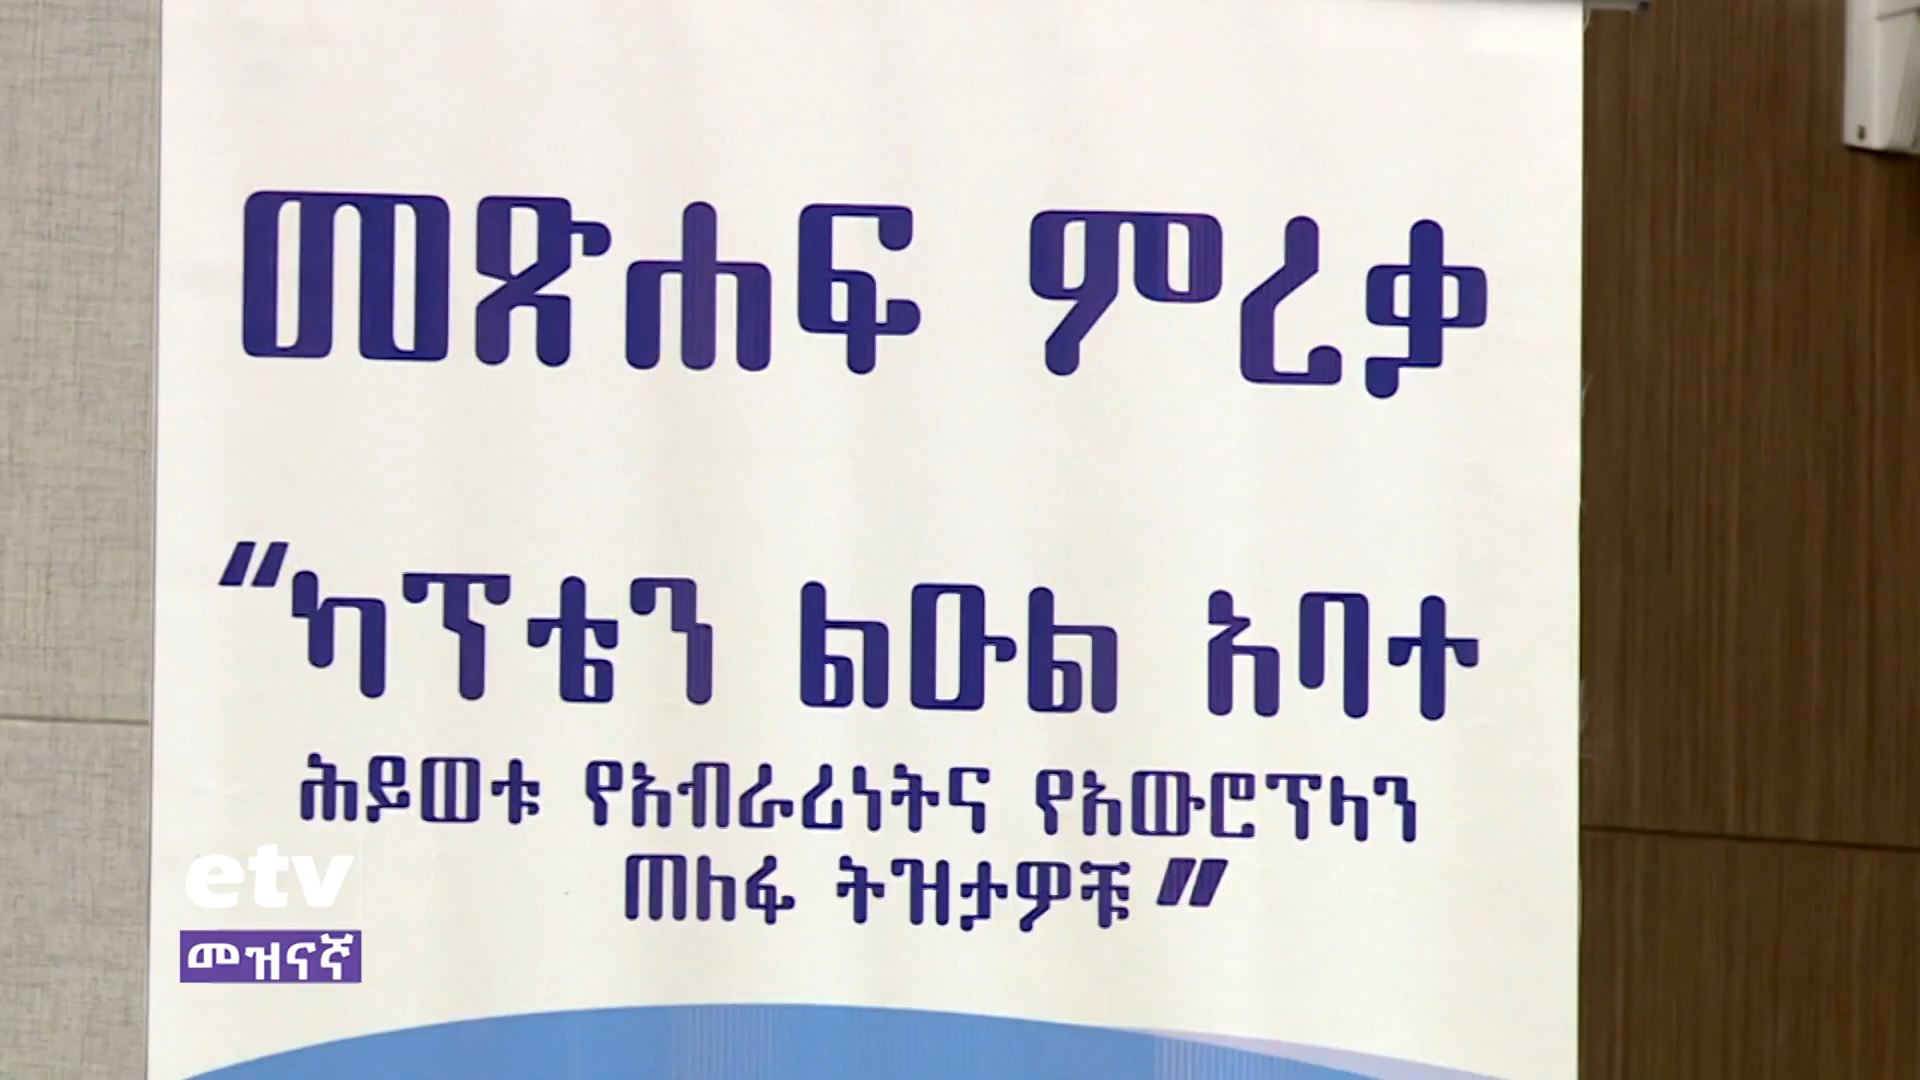 መጽሐፍ ምረቃ
“ካፕቴን ልዑል አባተ
ሕይወቱ የአብራሪነትና የአውሮፕላን
ጠለፋ ትዝታዎቹ”
etv
መዝናኛ